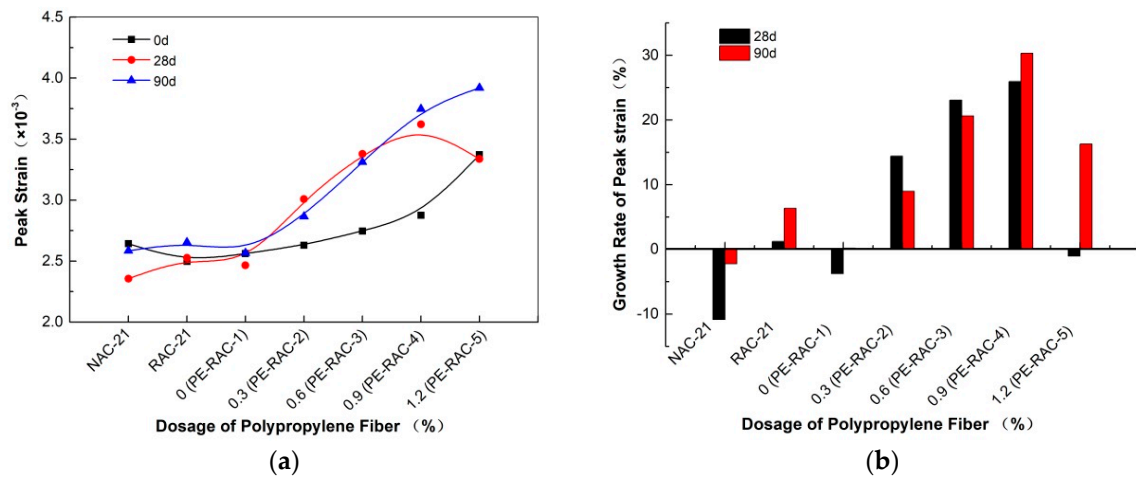 4.5
4.0
3.5
3.0
2.5
2.0
Peak Strain（×10⁻³）
0d
28d
90d
NAC-21
RAC-21
0 (PE-RAC-1)
0.3 (PE-RAC-2)
0.6 (PE-RAC-3)
0.9 (PE-RAC-4)
1.2 (PE-RAC-5)
Dosage of Polypropylene Fiber （%）
(a)
30
20
10
0
-10
Growth Rate of Peak strain (%)
28d
90d
NAC-21
RAC-21
0 (PE-RAC-1)
0.3 (PE-RAC-2)
0.6 (PE-RAC-3)
0.9 (PE-RAC-4)
1.2 (PE-RAC-5)
Dosage of Polypropylene Fiber （%）
(b)